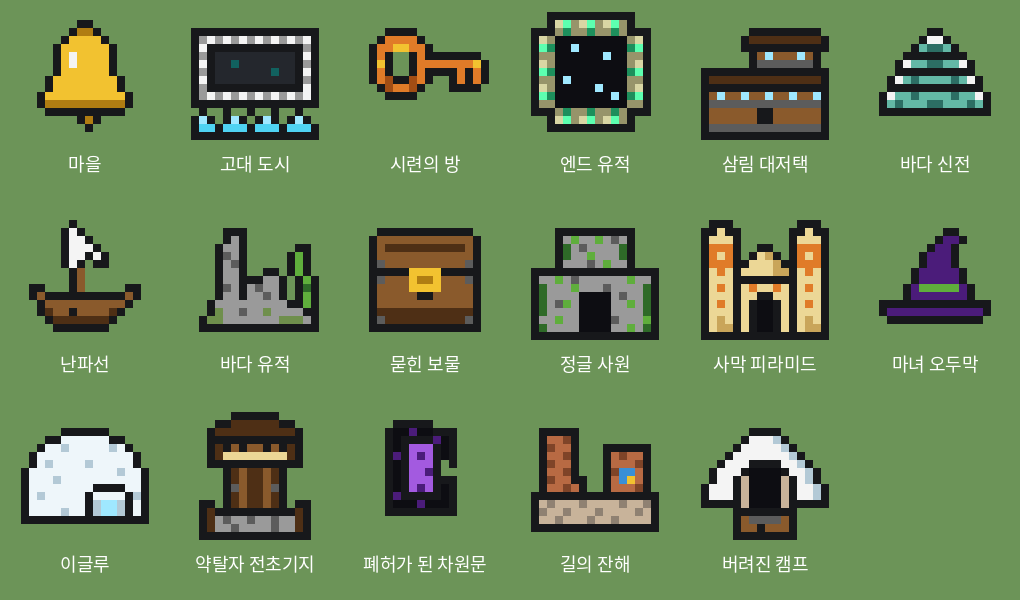 마을
고대 도시
시련의 방
엔드 유적
삼림 대저택
바다 신전
난파선
바다 유적
묻힌 보물
정글 사원
사막 피라미드
마녀 오두막
이글루
약탈자 전초기지
폐허가 된 차원문
길의 잔해
버려진 캠프